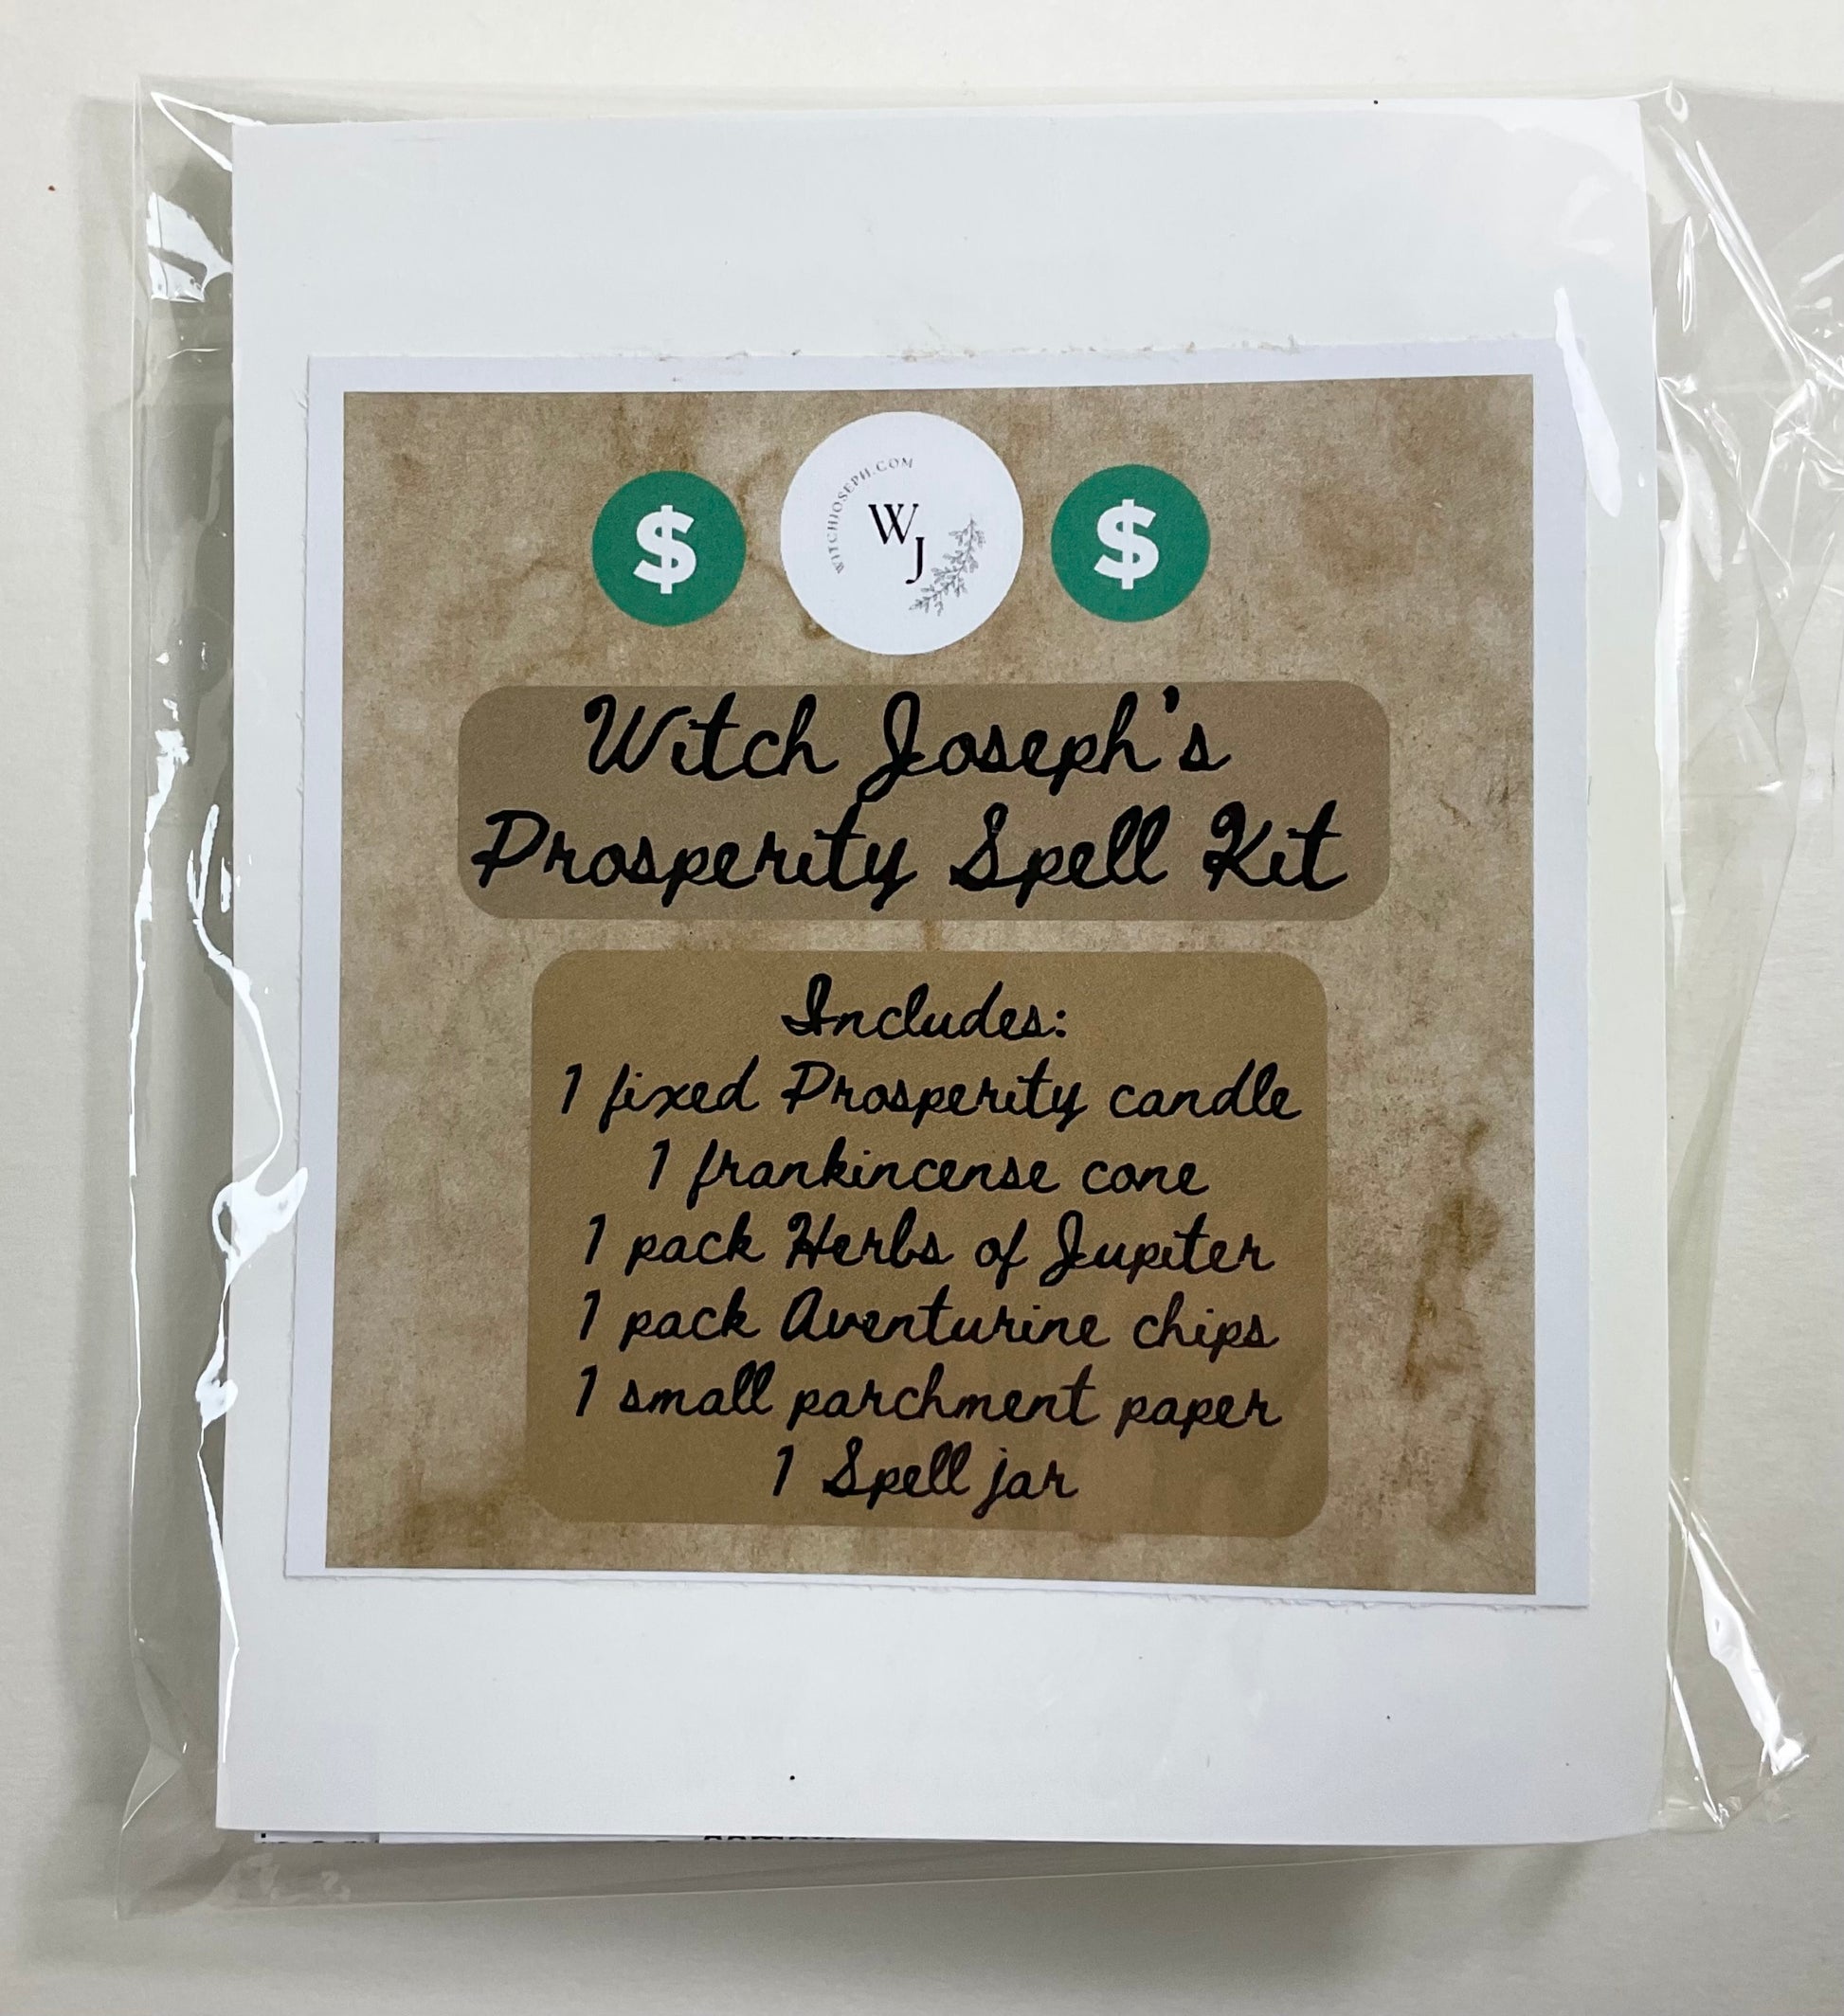 $
WITCHJOSEPH.COM
WJ
$
Witch Joseph's
Prosperity Spell Kit
Includes:
1 fixed Prosperity candle
1 frankincense cone
1 pack Herbs of Jupiter
1 pack Aventurine chips
1 small parchment paper
1 Spell jar